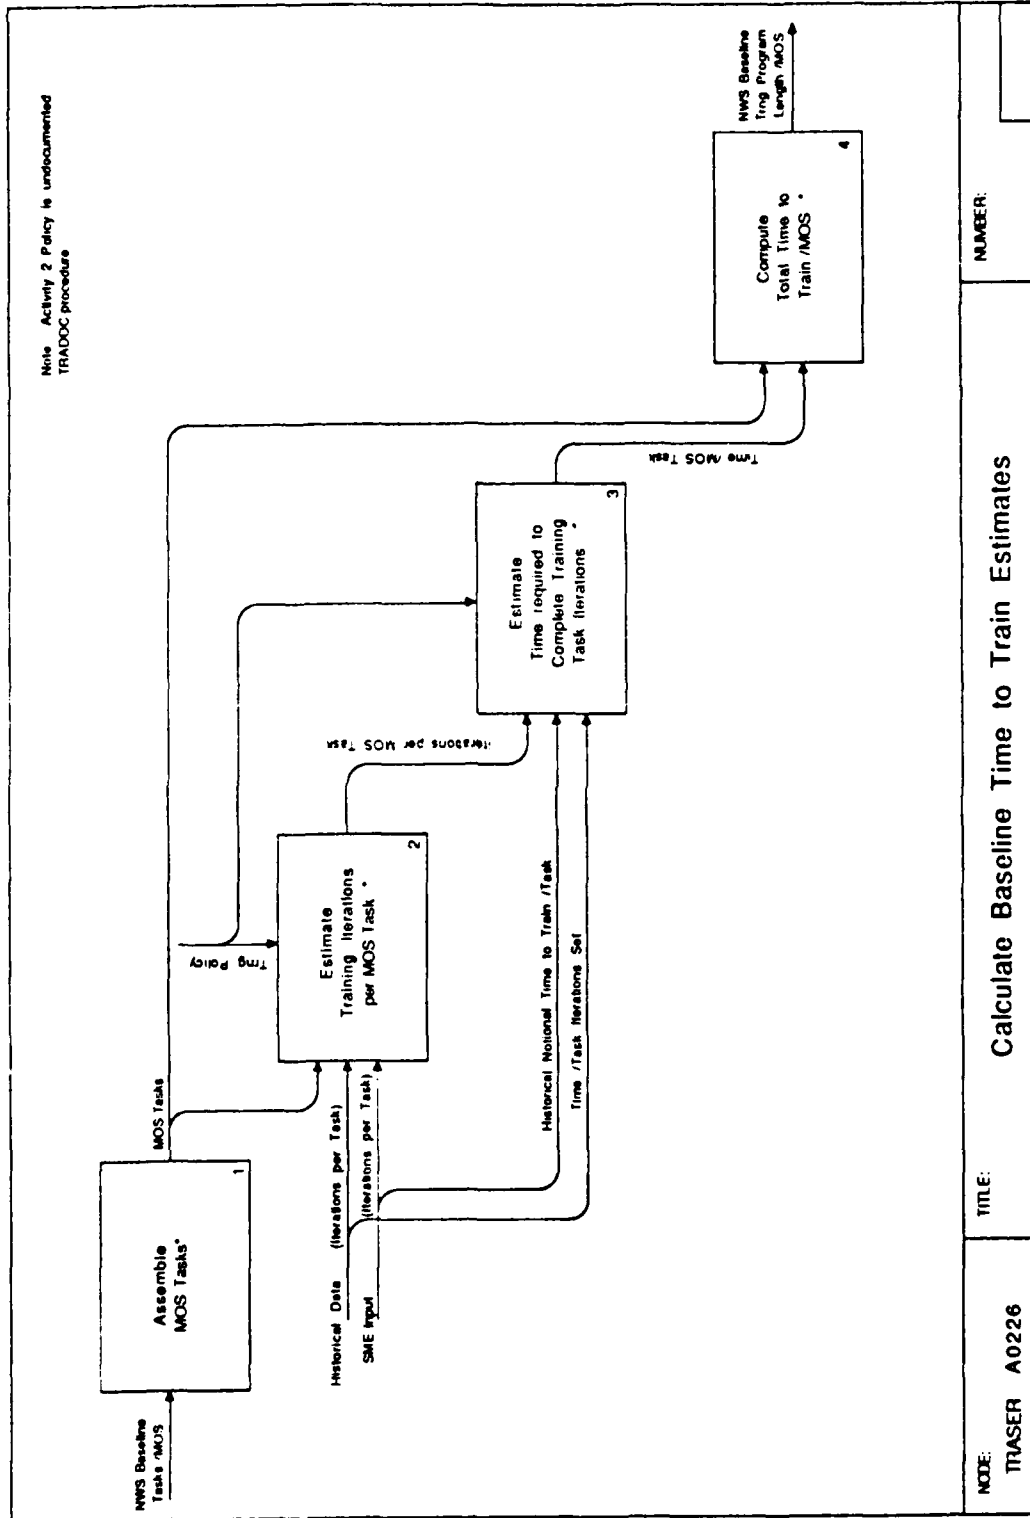 Note Activity 2 Policy is undocumented
TRADOC procedure
NWS Baseline
Tasks /MOS
Assemble
MOS Tasks*
1
MOS Tasks
Trng Policy
Historical Data (Iterations per Task)
SME Input (Iterations per Task)
Estimate
Training Iterations
per MOS Task *
2
Iterations per MOS Task
Historical Notional Time to Train /Task
Time /Task Iterations Set
Estimate
Time required to
Complete Training
Task Iterations *
3
Time /MOS Task
Compute
Total Time to
Train /MOS *
4
NWS Baseline
Trng Program
Length /MOS
NODE:
TRASER A0226
TITLE:
Calculate Baseline Time to Train Estimates
NUMBER: